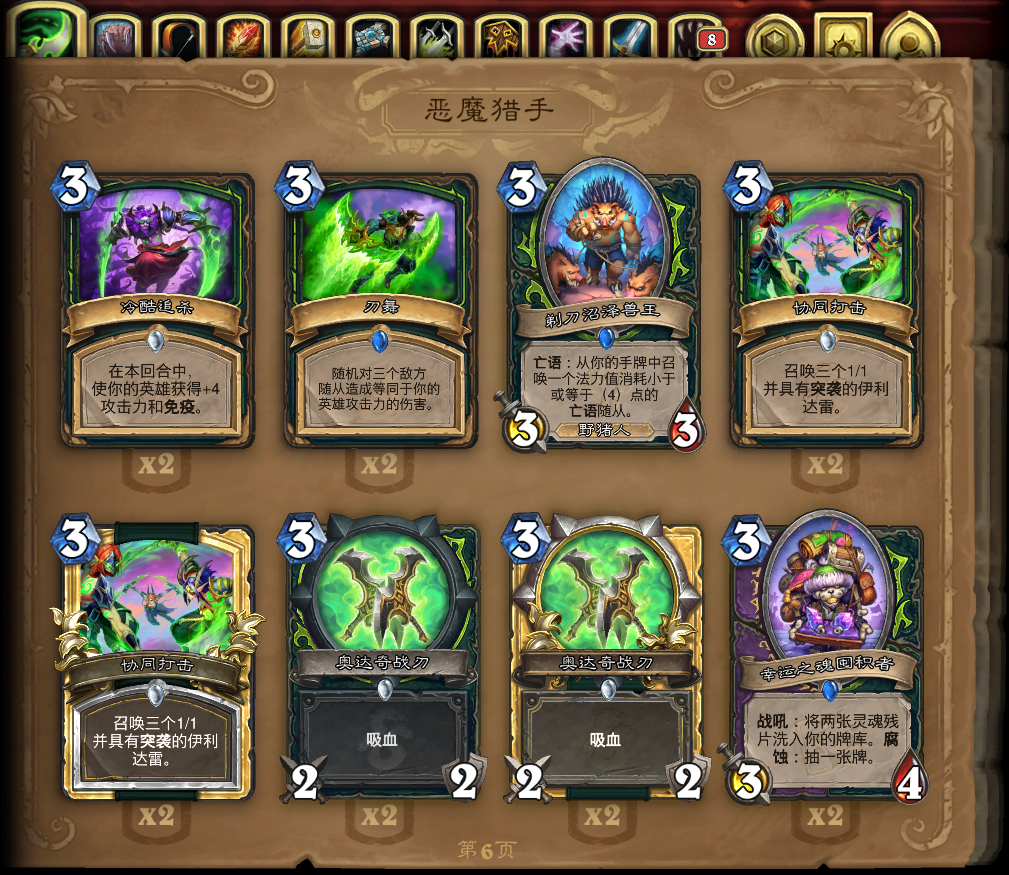 8
恶魔猎手
3
冷酷追杀
在本回合中，
使你的英雄获得+4
攻击力和免疫。
x2
3
刃舞
随机对三个敌方
随从造成等同于你的
英雄攻击力的伤害。
x2
3
剃刀沼泽兽王
亡语：从你的手牌中召
唤一个法力值消耗小于
或等于（4）点的
亡语随从。
野猪人
3
3
3
协同打击
召唤三个1/1
并具有突袭的伊利
达雷。
x2
3
协同打击
召唤三个1/1
并具有突袭的伊利
达雷。
x2
3
奥达奇战刃
吸血
2
2
x2
3
奥达奇战刃
吸血
2
2
x2
3
幸运之魂囤积者
战吼：将两张灵魂残
片洗入你的牌库。腐
蚀：抽一张牌。
3
4
x2
第6页